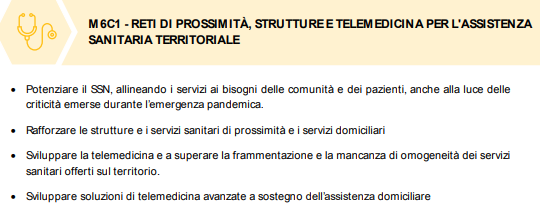 M6C1 - RETI DI PROSSIMITÀ, STRUTTURE E TELEMEDICINA PER L'ASSISTENZA
SANITARIA TERRITORIALE
• Potenziare il SSN, allineando i servizi ai bisogni delle comunità e dei pazienti, anche alla luce delle
criticità emerse durante l'emergenza pandemica.
• Rafforzare le strutture e i servizi sanitari di prossimità e i servizi domiciliari
• Sviluppare la telemedicina e a superare la frammentazione e la mancanza di omogeneità dei servizi
sanitari offerti sul territorio.
• Sviluppare soluzioni di telemedicina avanzate a sostegno dell'assistenza domiciliare